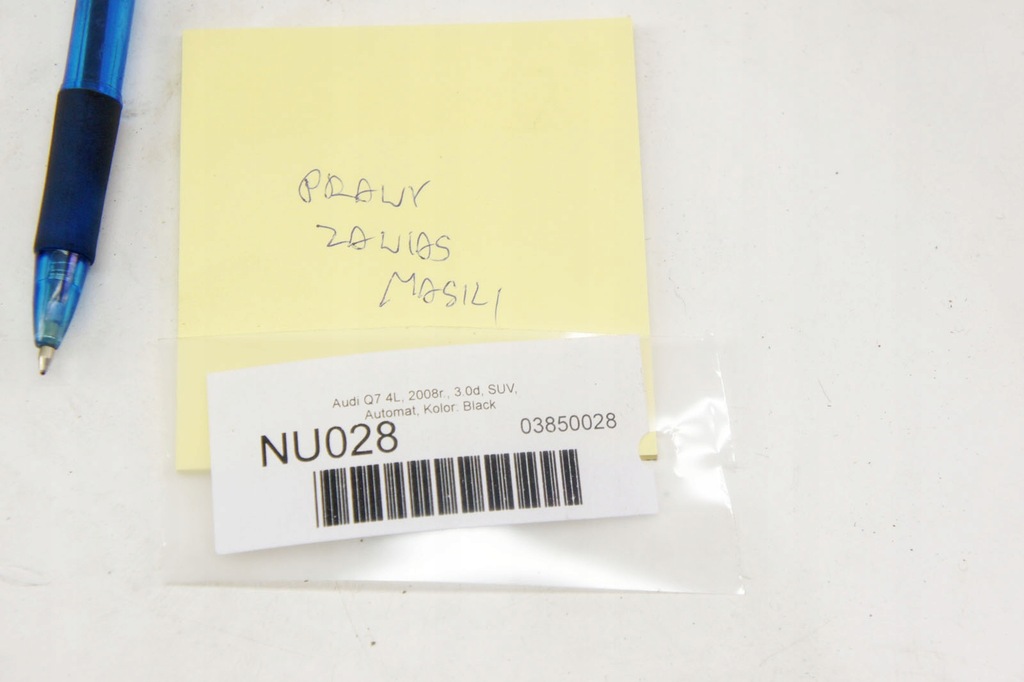 PRAWY
ZAWIAS
MASKI
Audi Q7 4L, 2008r., 3.0d, SUV,
Automat, Kolor: Black
NU028
03850028